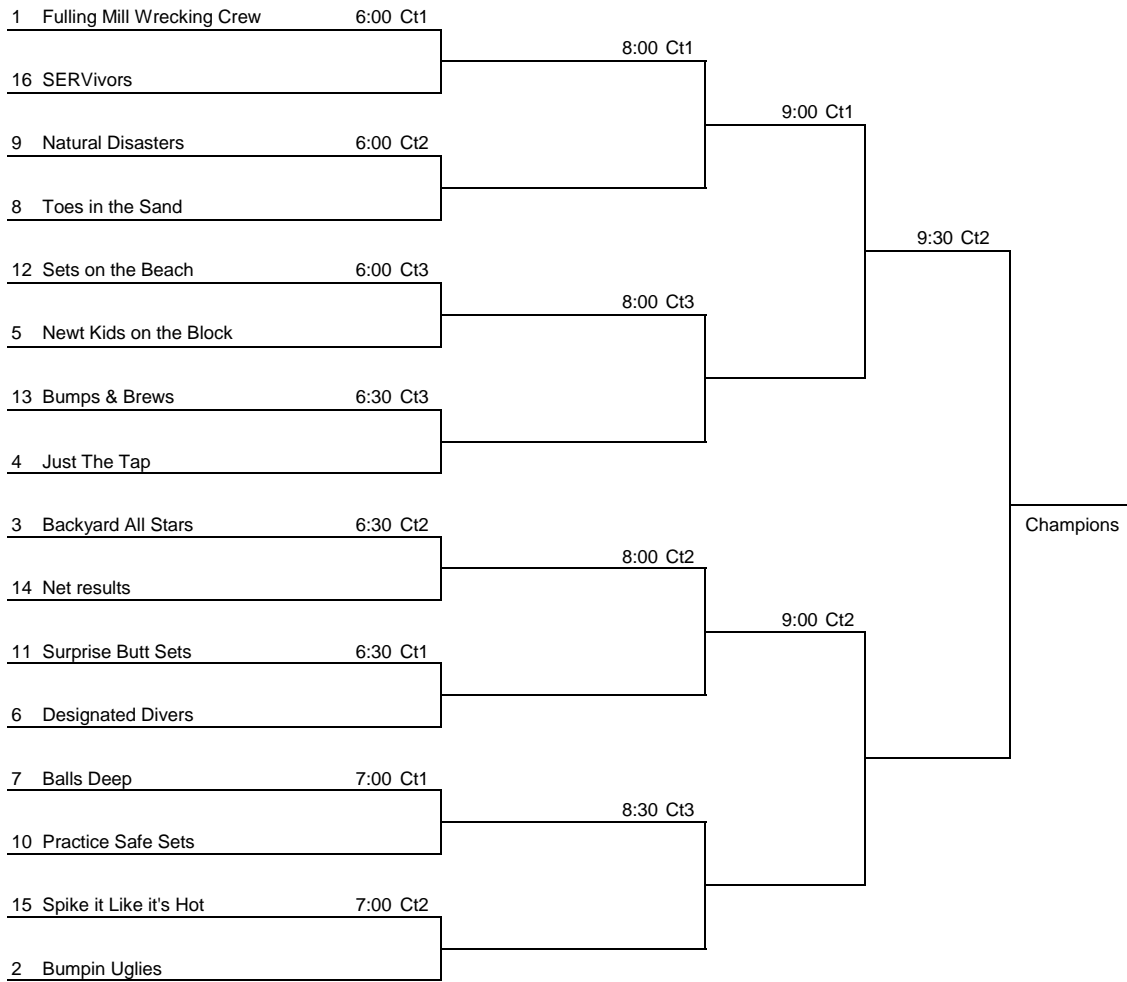 1 Fulling Mill Wrecking Crew 6:00 Ct1
8:00 Ct1
16 SERVivors
9:00 Ct1
9 Natural Disasters 6:00 Ct2
8 Toes in the Sand
9:30 Ct2
12 Sets on the Beach 6:00 Ct3
8:00 Ct3
5 Newt Kids on the Block
13 Bumps & Brews 6:30 Ct3
4 Just The Tap
3 Backyard All Stars 6:30 Ct2
Champions
8:00 Ct2
14 Net results
9:00 Ct2
11 Surprise Butt Sets 6:30 Ct1
6 Designated Divers
7 Balls Deep 7:00 Ct1
8:30 Ct3
10 Practice Safe Sets
15 Spike it Like it's Hot 7:00 Ct2
2 Bumpin Uglies